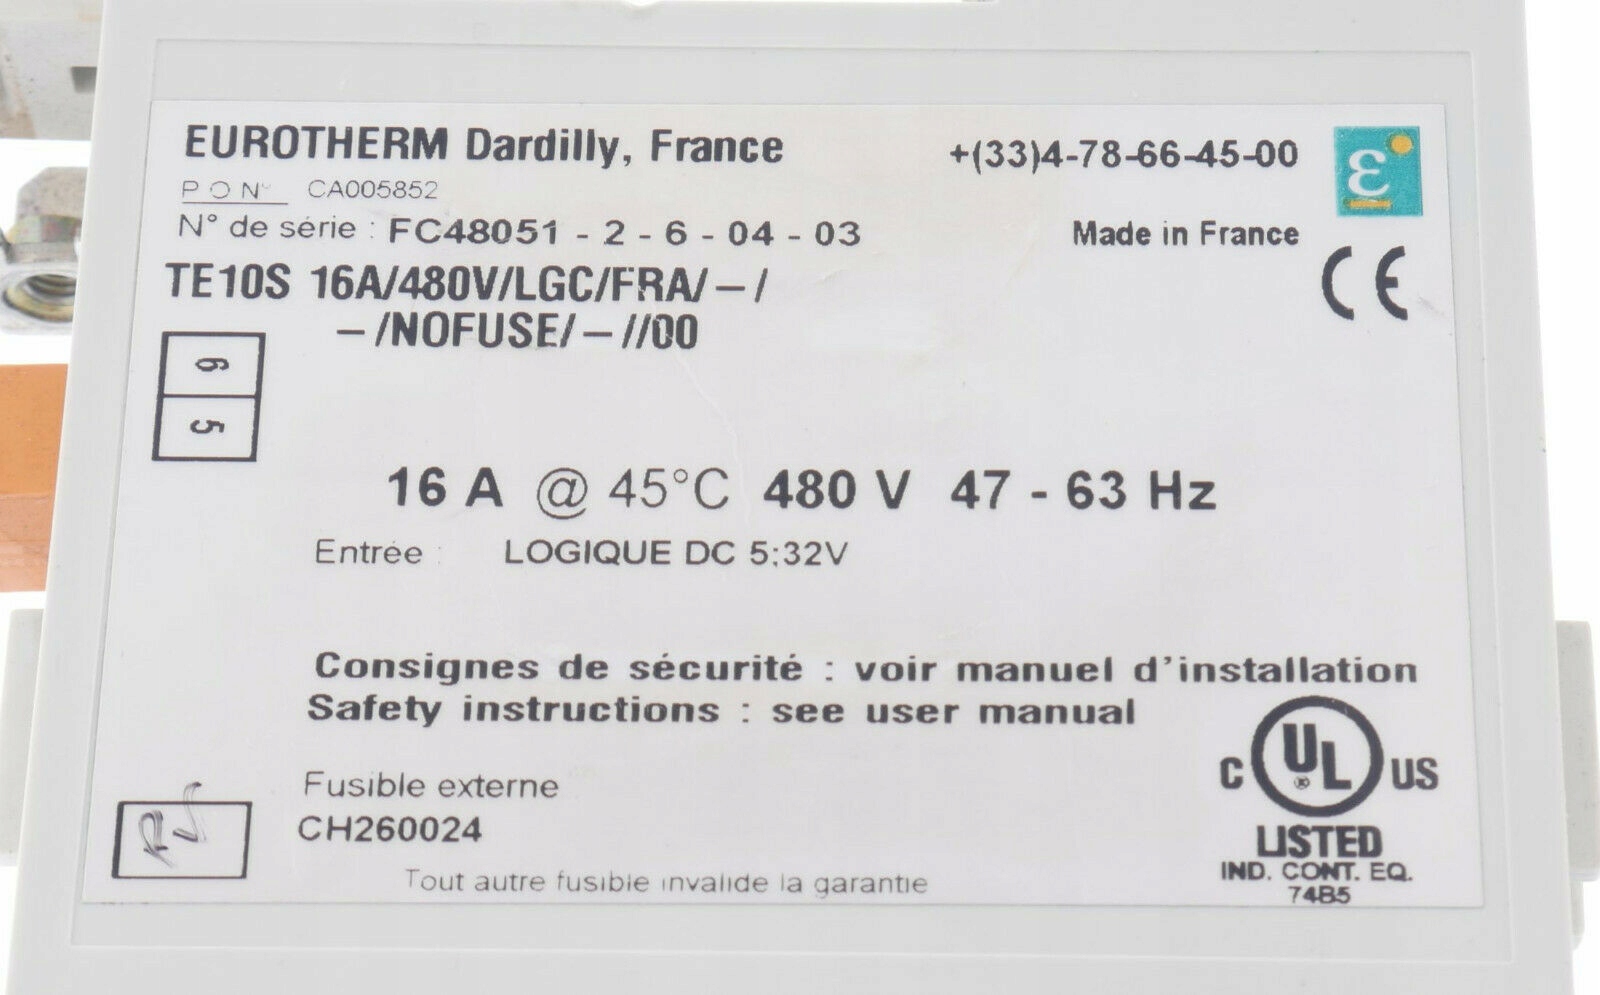 EUROTHERM Dardilly, France
+(33)4-78-66-45-00
ε
P O N° CA005852
N° de série : FC48051 - 2 - 6 - 04 - 03
Made in France
TE10S 16A/480V/LGC/FRA/-/
-/NOFUSE/-//00
CE
6
5
16 A @ 45°C 480 V 47 - 63 Hz
Entrée : LOGIQUE DC 5;32V
Consignes de sécurité : voir manuel d'installation
Safety instructions : see user manual
C UL ® US
LISTED
IND. CONT. EQ.
74B5
Fusible externe
CH260024
Tout autre fusible invalide la garantie